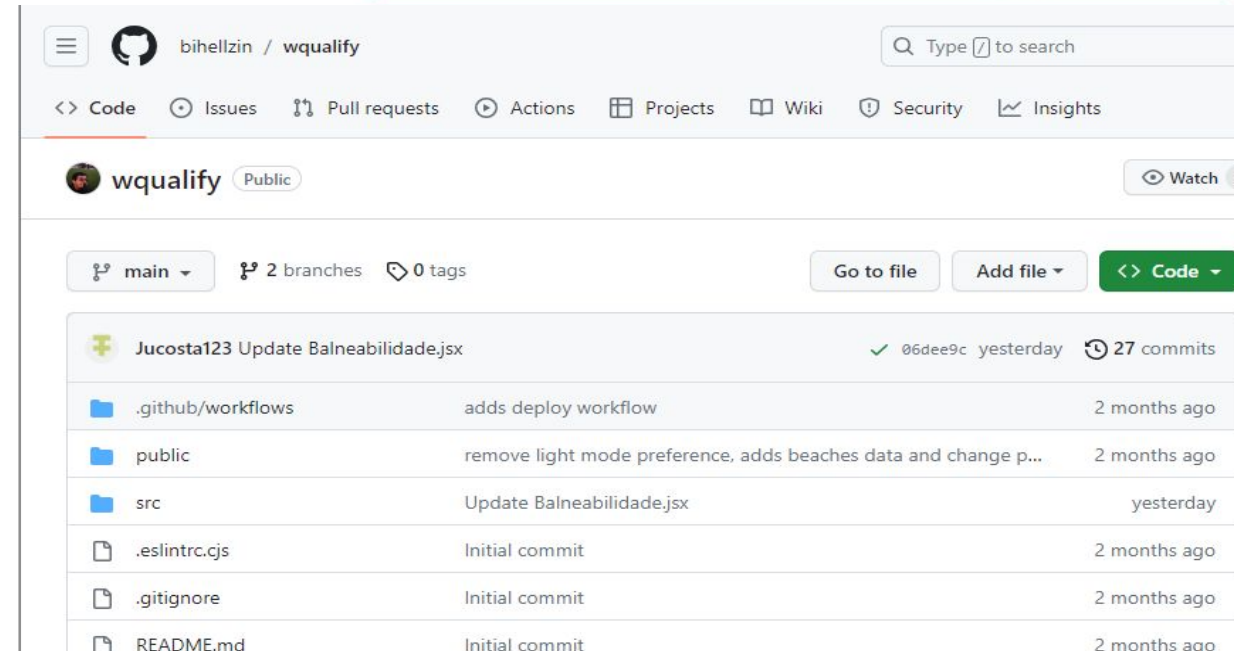 bihellzin / wqualify Type / to search
<> Code Issues Pull requests Actions Projects Wiki Security Insights
wqualify Public Watch
main 2 branches 0 tags Go to file Add file <> Code
Jucosta123 Update Balneabilidade.jsx 06dee9c yesterday 27 commits
.github/workflows adds deploy workflow 2 months ago
public remove light mode preference, adds beaches data and change p... 2 months ago
src Update Balneabilidade.jsx yesterday
.eslintrc.cjs Initial commit 2 months ago
.gitignore Initial commit 2 months ago
README.md Initial commit 2 months ago